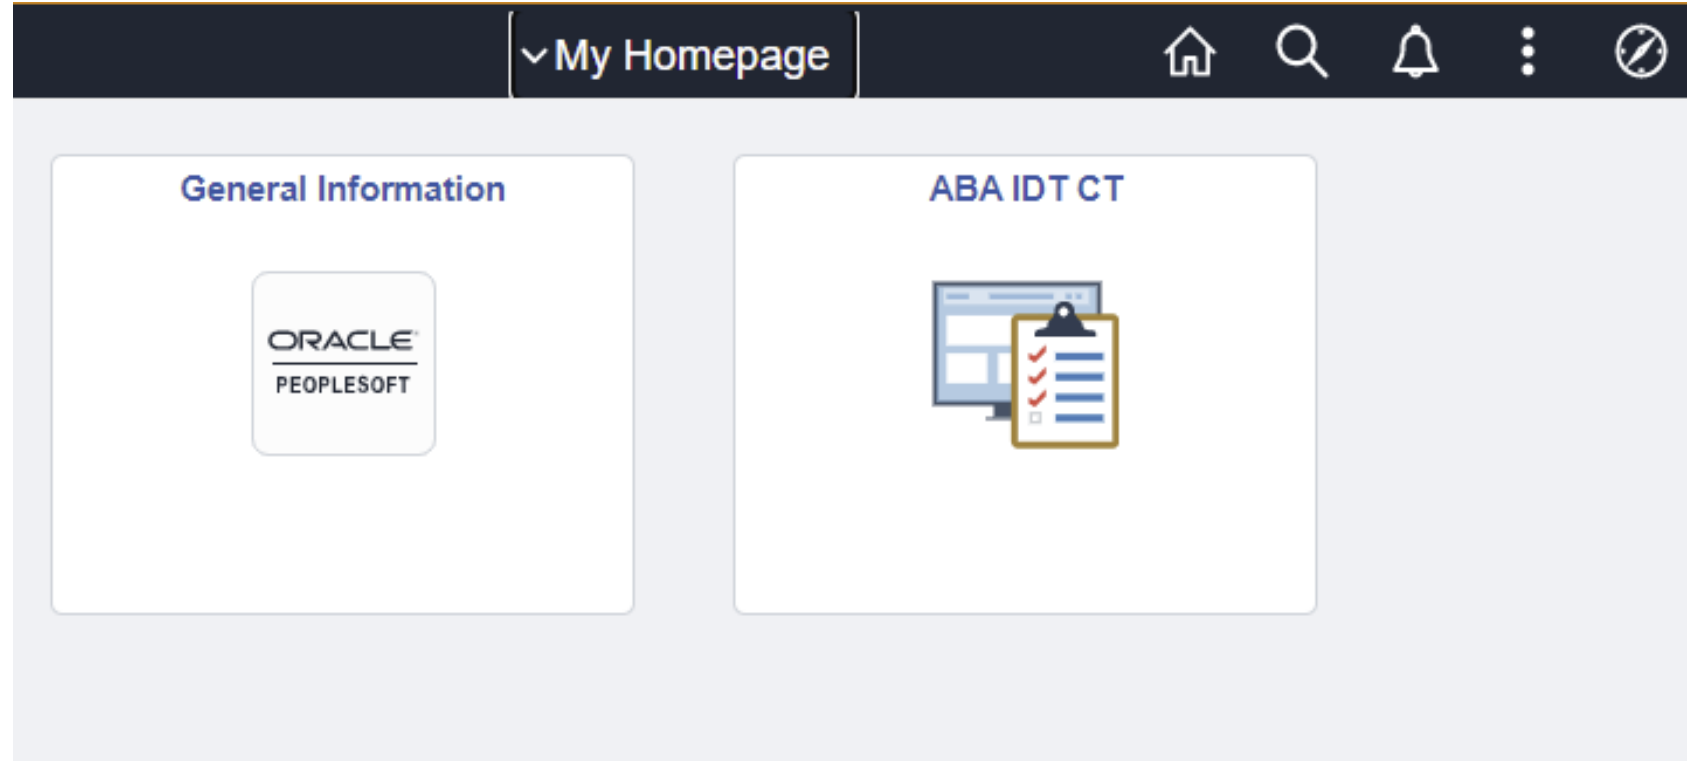 My Homepage
General Information
ABA IDT CT
ORACLE
PEOPLESOFT